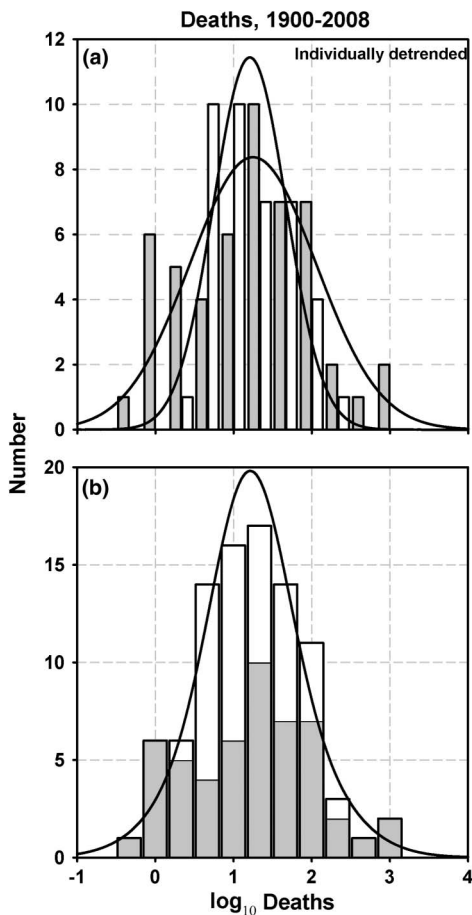 Deaths, 1900-2008
(a)
Individually detrended
12
10
8
6
4
2
0
Number
(b)
20
15
10
5
0
-1 0 1 2 3 4
log₁₀ Deaths